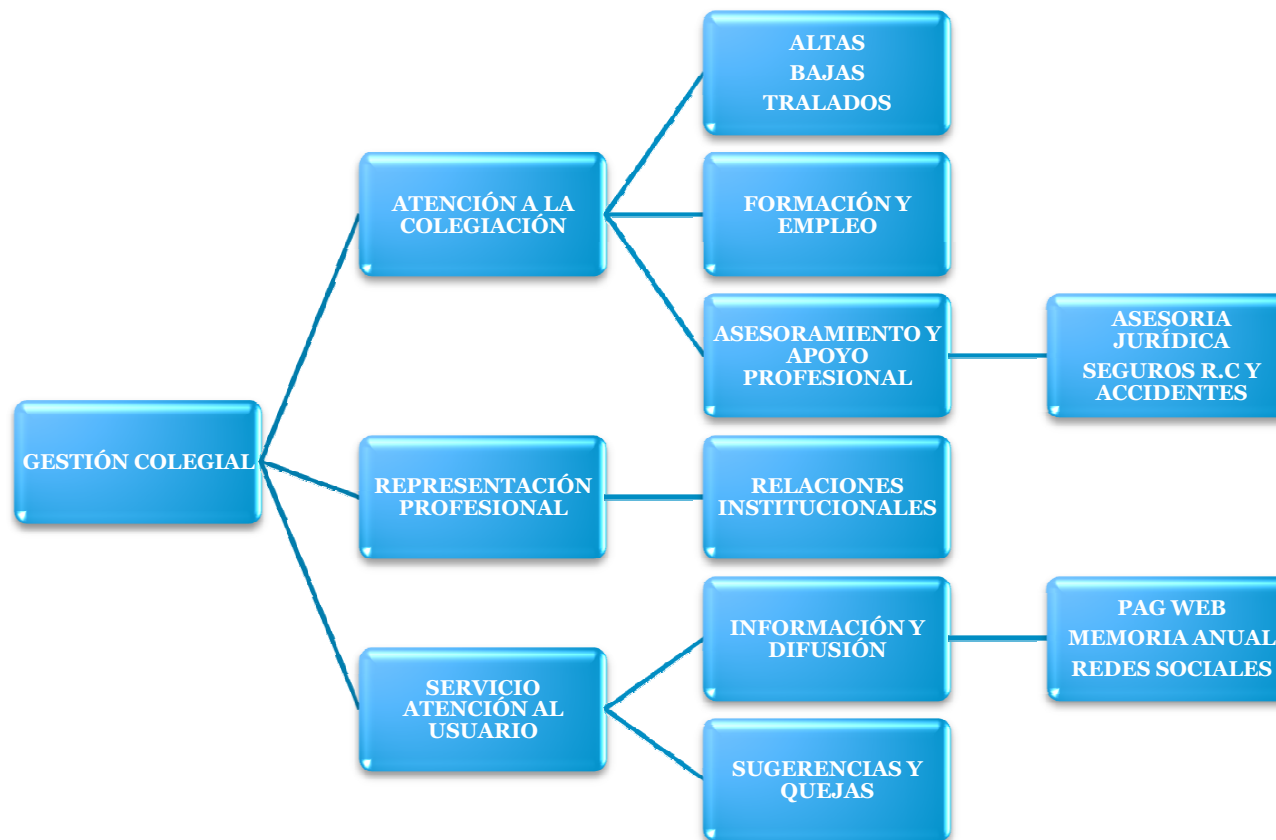 GESTIÓN COLEGIAL
ATENCIÓN A LA
COLEGIACIÓN
ALTAS
BAJAS
TRALADOS
FORMACIÓN Y
EMPLEO
ASESORAMIENTO Y
APOYO
PROFESIONAL
ASESORIA
JURÍDICA
SEGUROS R.C Y
ACCIDENTES
REPRESENTACIÓN
PROFESIONAL
RELACIONES
INSTITUCIONALES
SERVICIO
ATENCIÓN AL
USUARIO
INFORMACIÓN Y
DIFUSIÓN
PAG WEB
MEMORIA ANUAL
REDES SOCIALES
SUGERENCIAS Y
QUEJAS